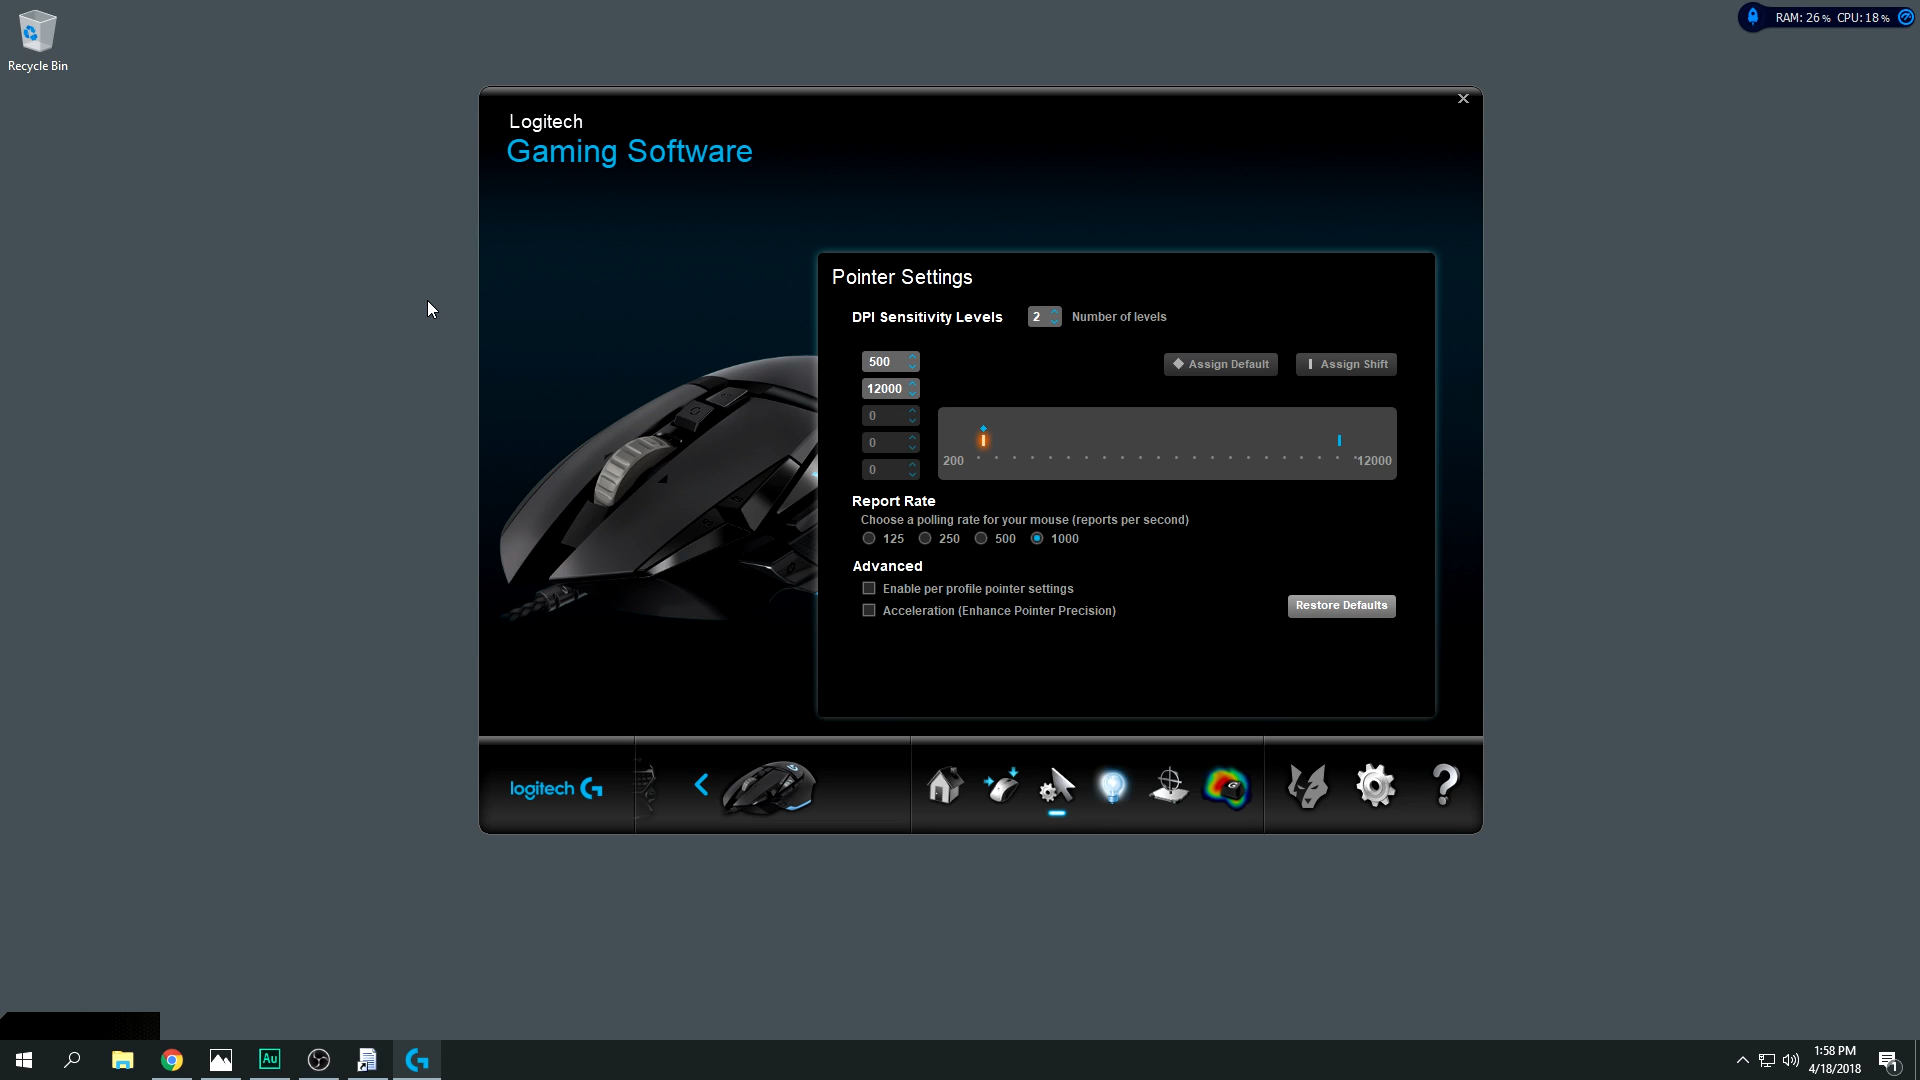 Recycle Bin
RAM: 26 % CPU: 18 %
Logitech
Gaming Software
Pointer Settings
DPI Sensitivity Levels 2 Number of levels
500
Assign Default Assign Shift
12000
0
0
0
200 12000
Report Rate
Choose a polling rate for your mouse (reports per second)
125 250 500 1000
Advanced
Enable per profile pointer settings
Acceleration (Enhance Pointer Precision)
Restore Defaults
logitech G
Au
1:58 PM
4/18/2018
1